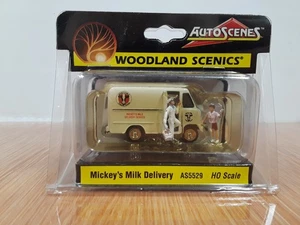 AUTOSCENES®
WOODLAND SCENICS®
Mickey's Milk Delivery AS5529 HO Scale